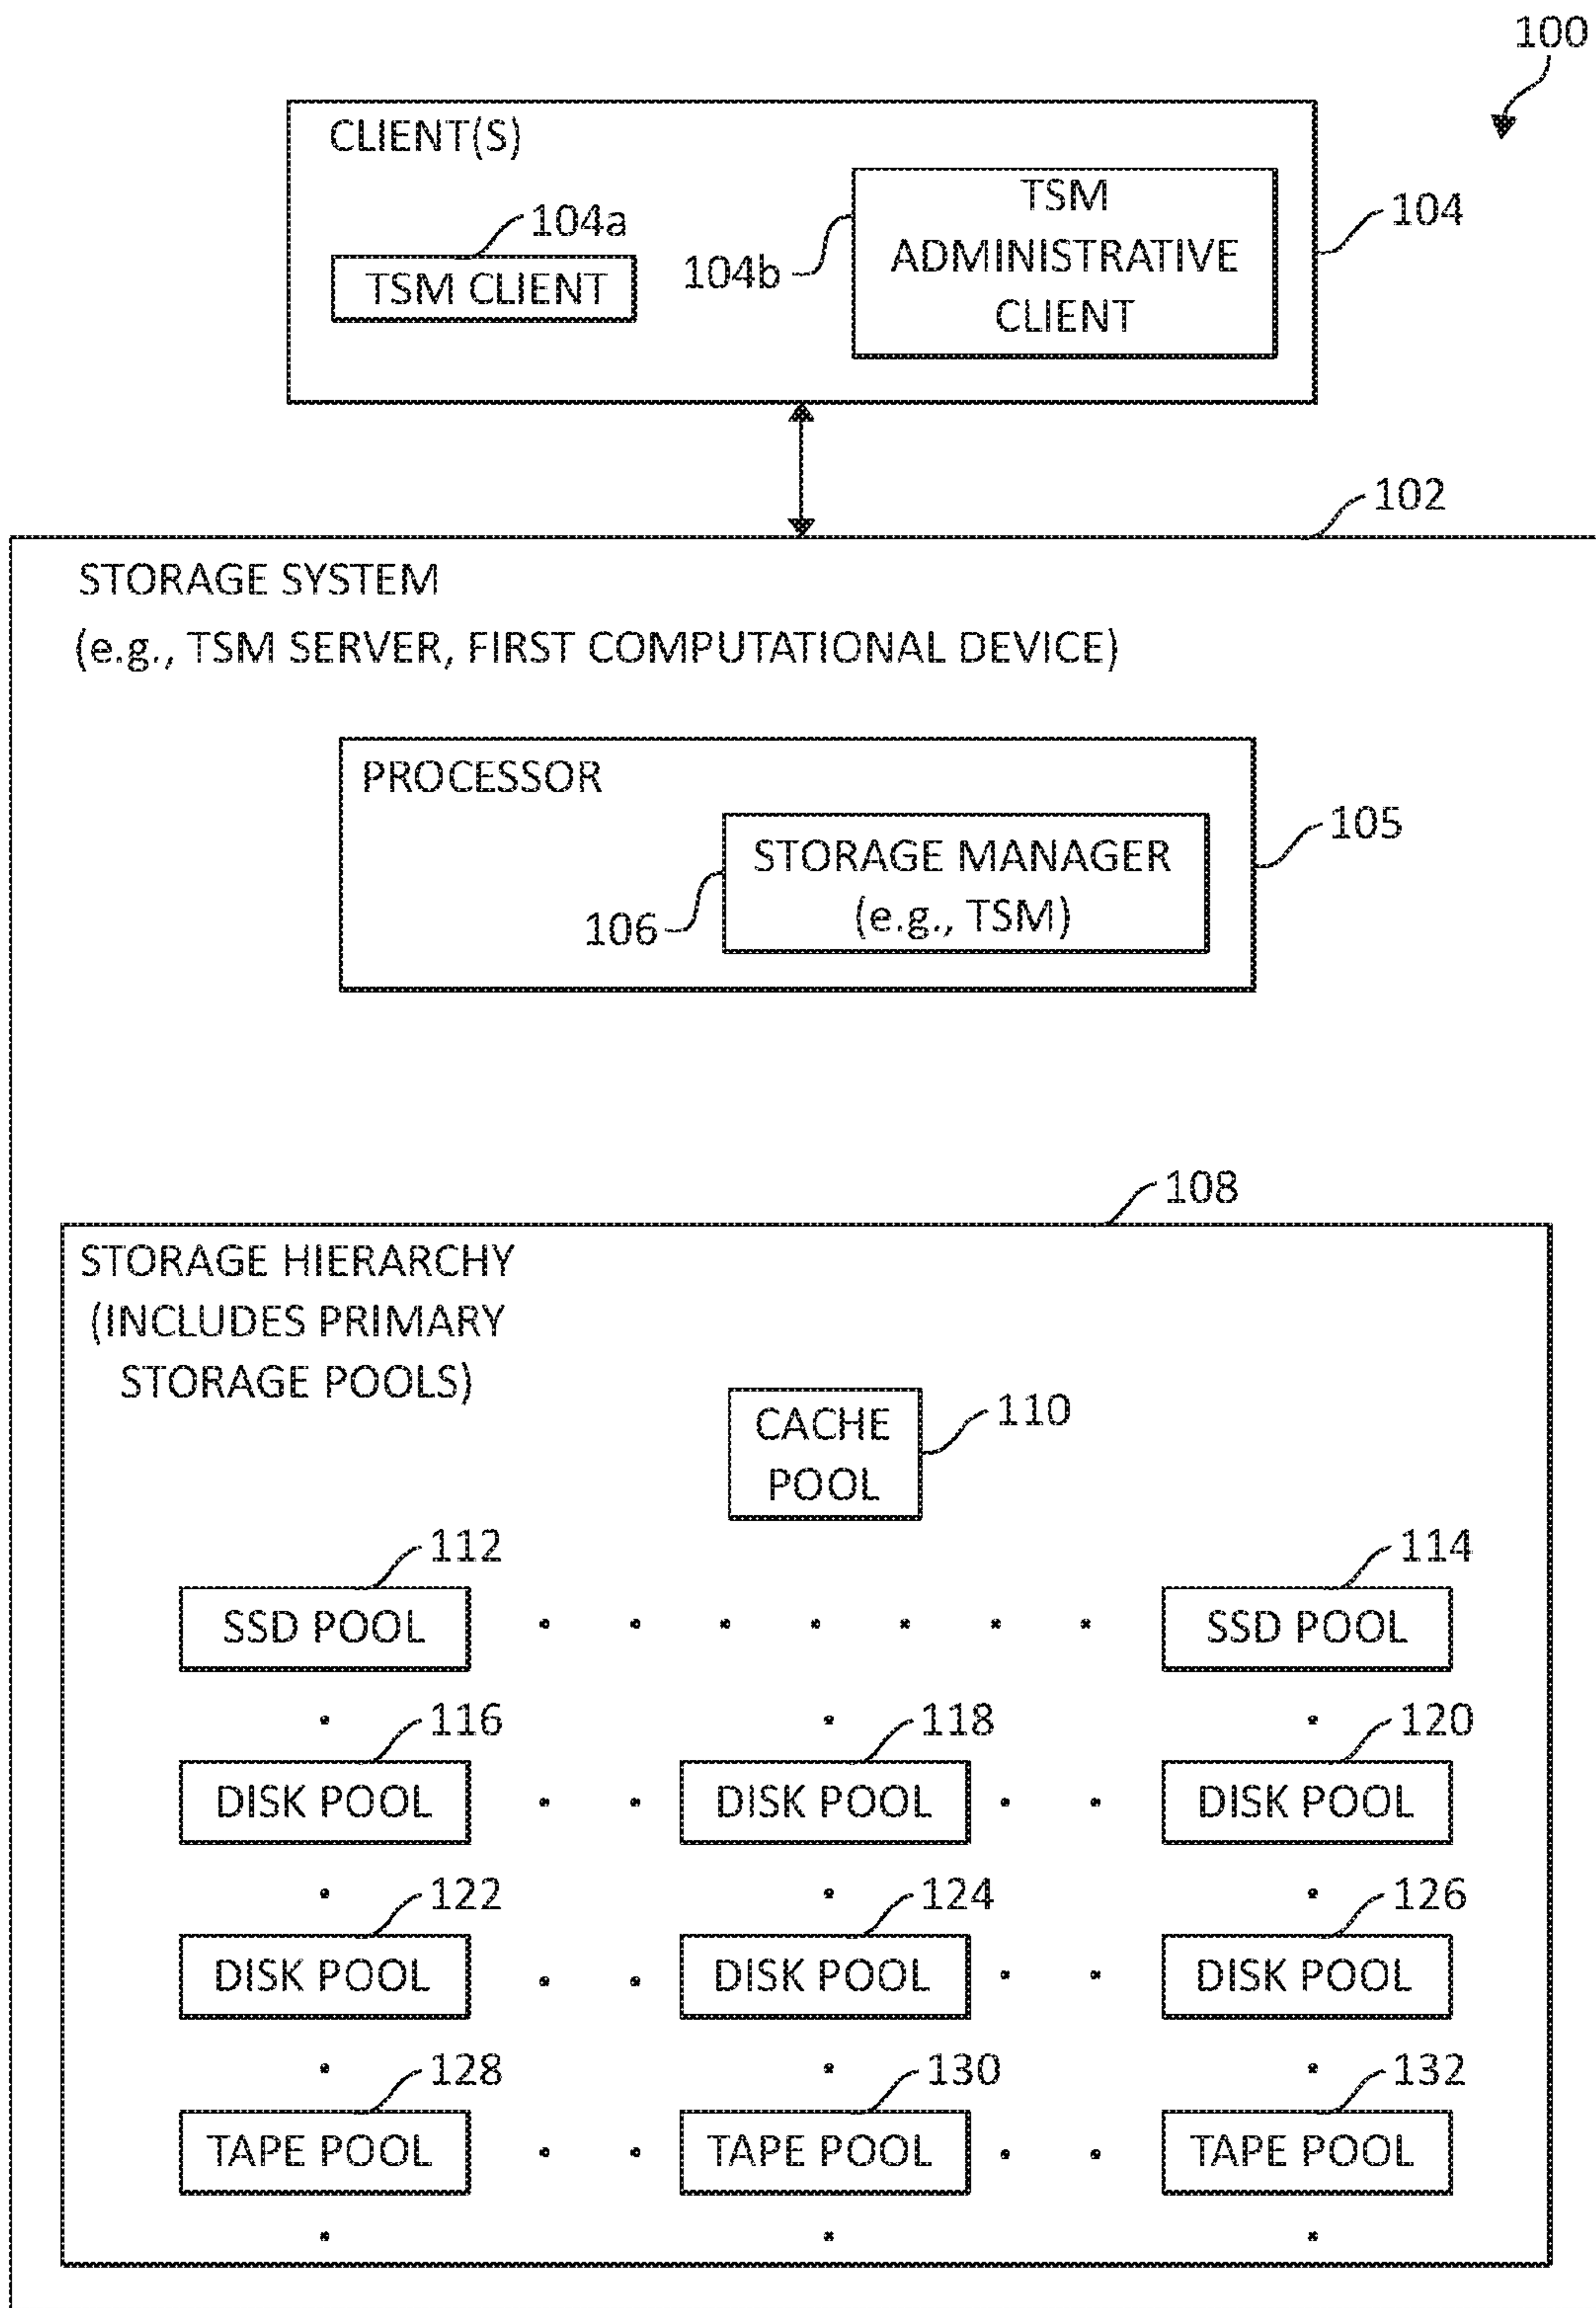 100
CLIENT(S)
104a
TSM CLIENT
104b
TSM
ADMINISTRATIVE
CLIENT
104
102
STORAGE SYSTEM
(e.g., TSM SERVER, FIRST COMPUTATIONAL DEVICE)
PROCESSOR
105
STORAGE MANAGER
(e.g., TSM)
106
108
STORAGE HIERARCHY
(INCLUDES PRIMARY
STORAGE POOLS)
CACHE
POOL
110
112
114
SSD POOL
SSD POOL
116
118
120
DISK POOL
DISK POOL
DISK POOL
122
124
126
DISK POOL
DISK POOL
DISK POOL
128
130
132
TAPE POOL
TAPE POOL
TAPE POOL